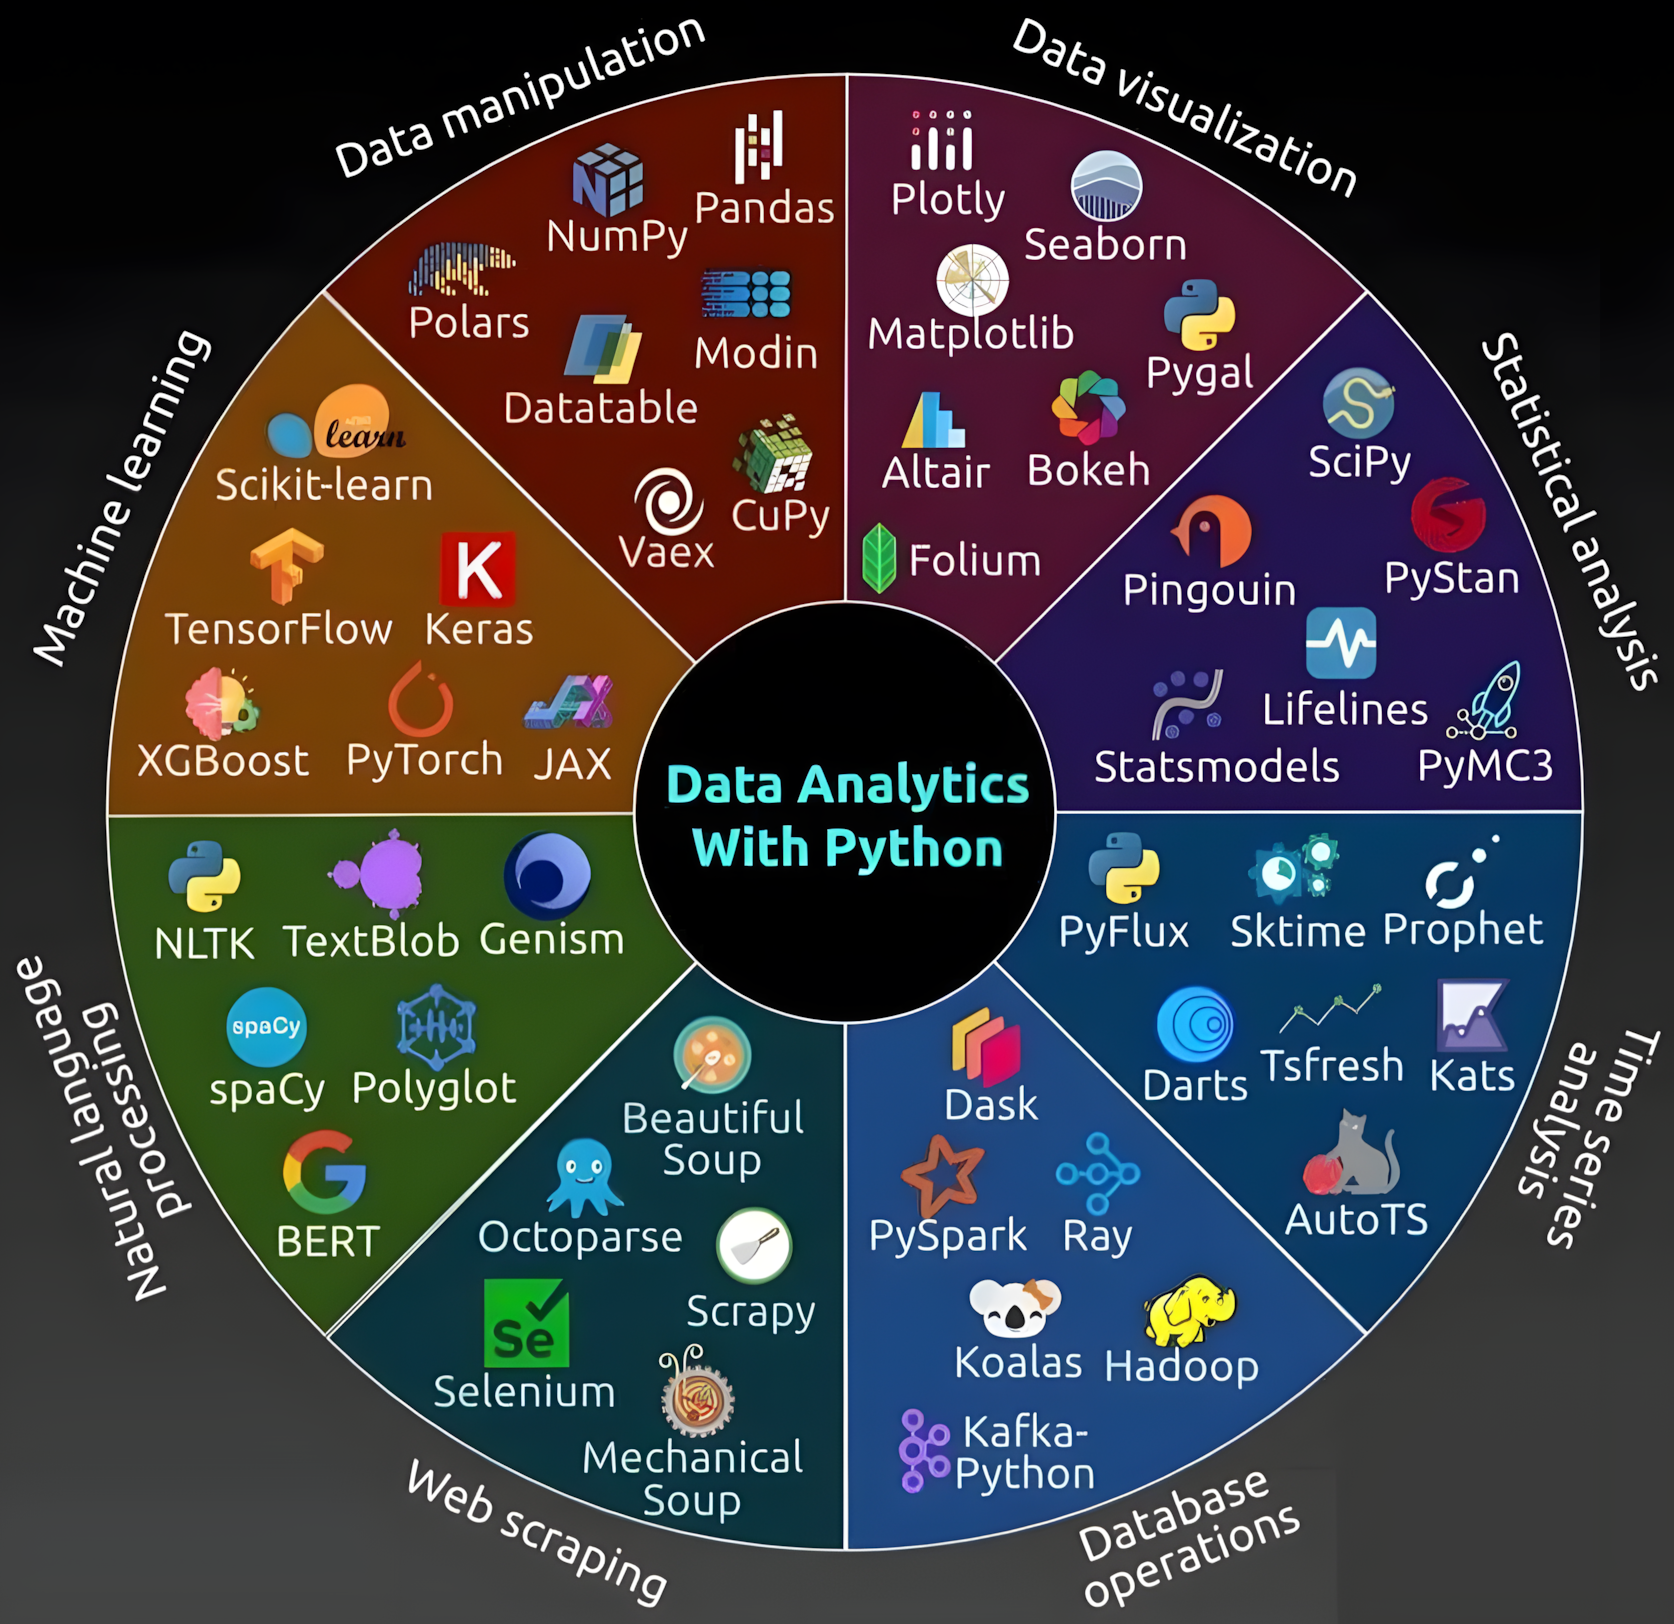 Data Analytics
With Python
Data manipulation
Pandas
NumPy
Polars
Modin
Datatable
CuPy
Vaex
Data visualization
Plotly
Seaborn
Matplotlib
Pygal
Altair
Bokeh
Folium
Statistical analysis
SciPy
PyStan
Pingouin
Lifelines
Statsmodels
PyMC3
Time series
analysis
PyFlux
Sktime
Prophet
Darts
Tsfresh
Kats
AutoTS
Database
operations
Dask
PySpark
Ray
Koalas
Hadoop
Kafka-
Python
Web scraping
Beautiful
Soup
Octoparse
Scrapy
Se
Selenium
Mechanical
Soup
Natural language
processing
NLTK
TextBlob
Genism
spaCy
spaCy
Polyglot
G
BERT
Machine learning
learn
Scikit-learn
TensorFlow
K
Keras
XGBoost
PyTorch
JAX
JAX
N